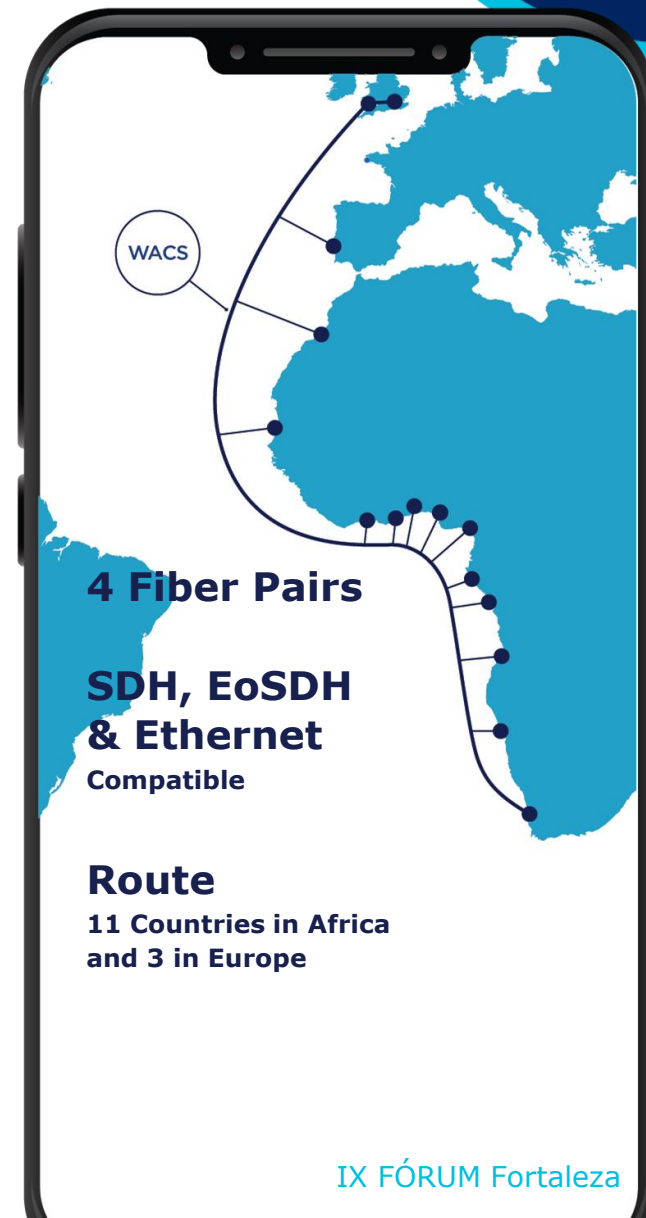 WACS
4 Fiber Pairs
SDH, EoSDH
& Ethernet
Compatible
Route
11 Countries in Africa
and 3 in Europe
IX FÓRUM Fortaleza